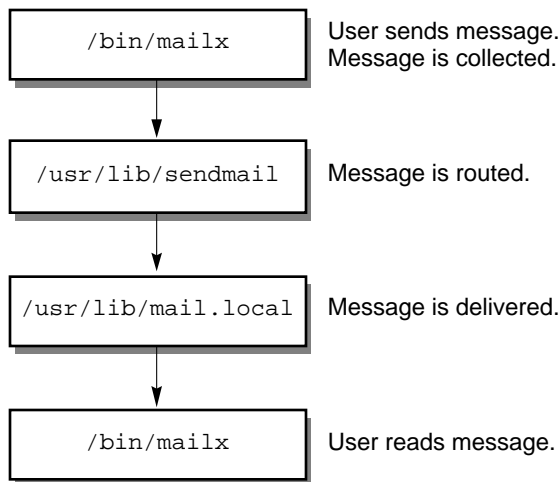 /bin/mailx
User sends message.
Message is collected.
/usr/lib/sendmail
Message is routed.
/usr/lib/mail.local
Message is delivered.
/bin/mailx
User reads message.